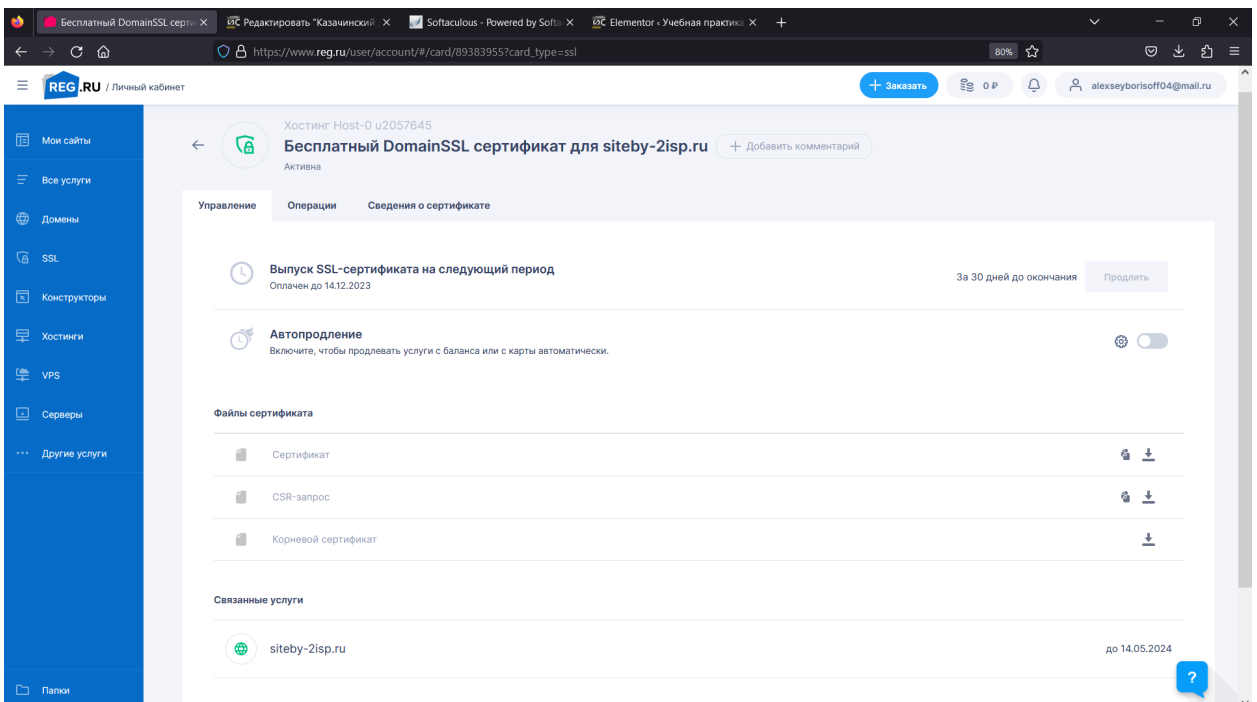 Бесплатный DomainSSL серти
Редактировать "Казачинский
Softaculous - Powered by Softa
Elementor ‹ Учебная практика
https://www.reg.ru/user/account/#/card/89383955?card_type=ssl
80%
REG.RU / Личный кабинет
+ Заказать
0 ₽
alexseyborisoff04@mail.ru
Мои сайты
Все услуги
Домены
SSL
Конструкторы
Хостинги
VPS
Серверы
Другие услуги
Папки
Хостинг Host-0 u2057645
Бесплатный DomainSSL сертификат для siteby-2isp.ru
+ Добавить комментарий
Активна
Управление
Операции
Сведения о сертификате
Выпуск SSL-сертификата на следующий период
Оплачен до 14.12.2023
За 30 дней до окончания
Продлить
Автопродление
Включите, чтобы продлевать услуги с баланса или с карты автоматически.
Файлы сертификата
Сертификат
CSR-запрос
Корневой сертификат
Связанные услуги
siteby-2isp.ru
до 14.05.2024
?